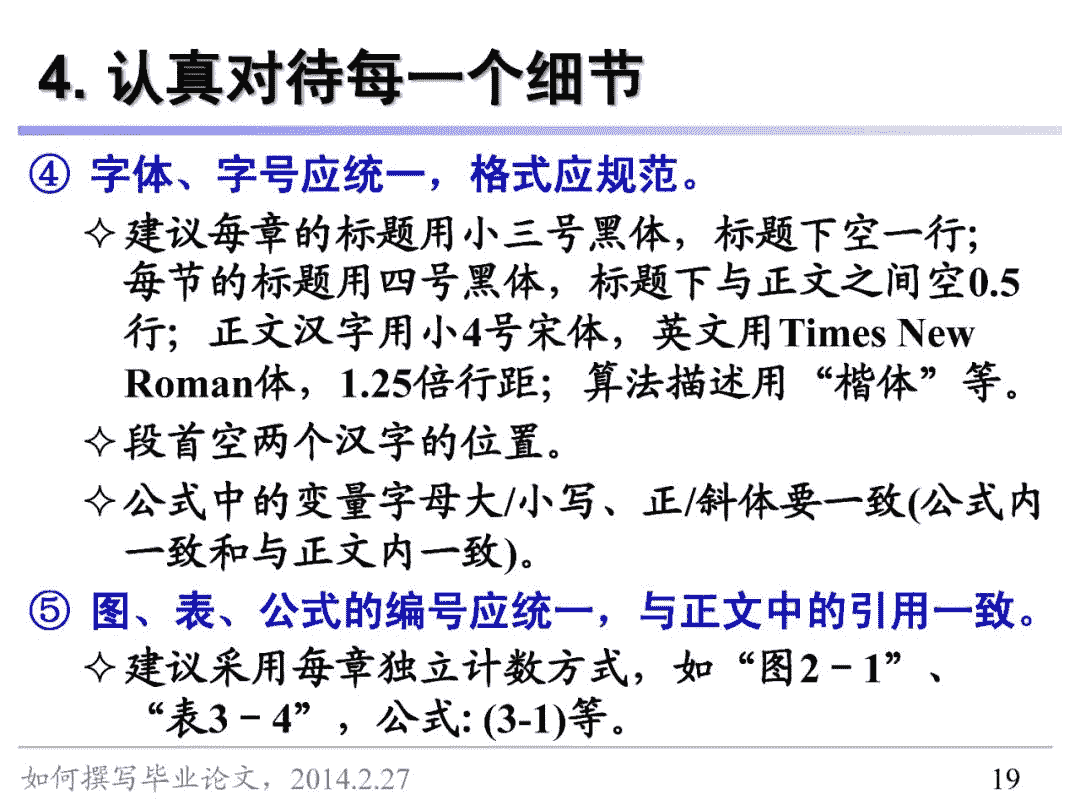 4. 认真对待每一个细节
④ 字体、字号应统一，格式应规范。
✧建议每章的标题用小三号黑体，标题下空一行；
每节的标题用四号黑体，标题下与正文之间空0.5
行；正文汉字用小4号宋体，英文用Times New
Roman体，1.25倍行距；算法描述用“楷体”等。
✧段首空两个汉字的位置。
✧公式中的变量字母大/小写、正/斜体要一致(公式内
一致和与正文内一致)。
⑤ 图、表、公式的编号应统一，与正文中的引用一致。
✧建议采用每章独立计数方式，如“图2－1”、
“表3－4”，公式: (3-1)等。
如何撰写毕业论文，2014.2.27
19